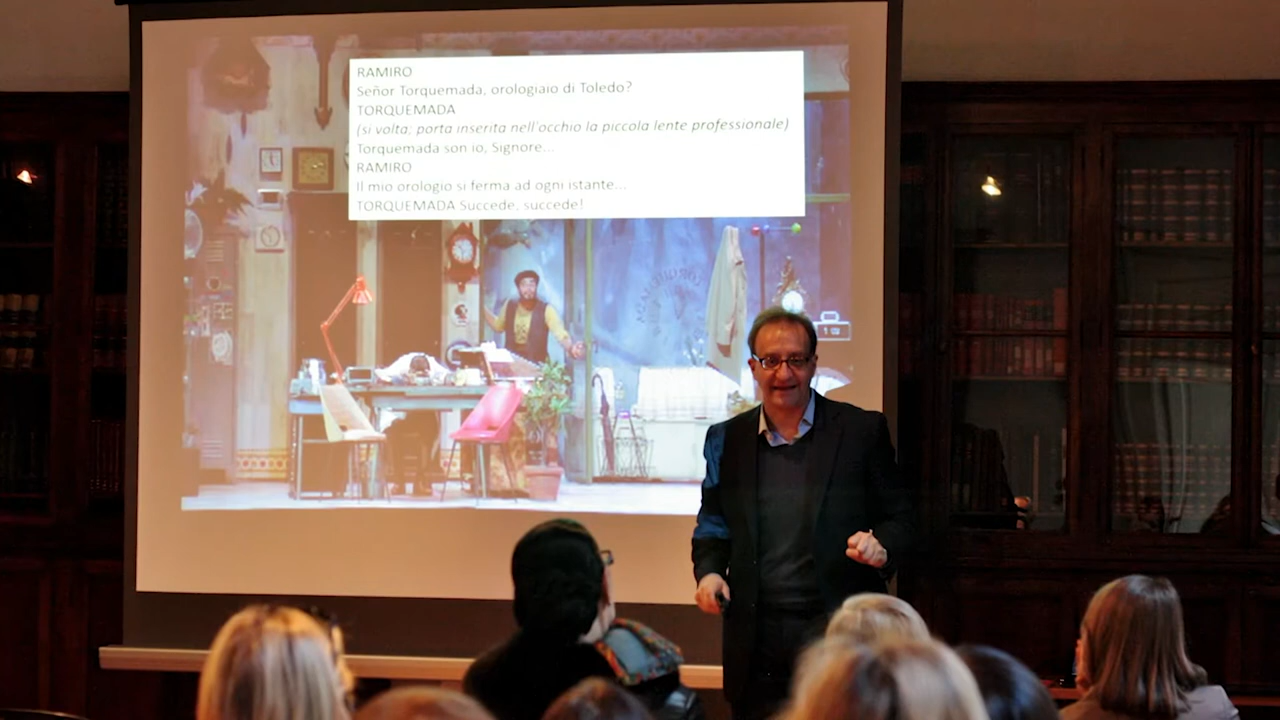 RAMIRO
Señor Torquemada, orologiaio di Toledo?
TORQUEMADA
(si volta; porta inserita nell'occhio la piccola lente professionale)
Torquemada son io, Signore...
RAMIRO
Il mio orologio si ferma ad ogni istante...
TORQUEMADA Succede, succede!